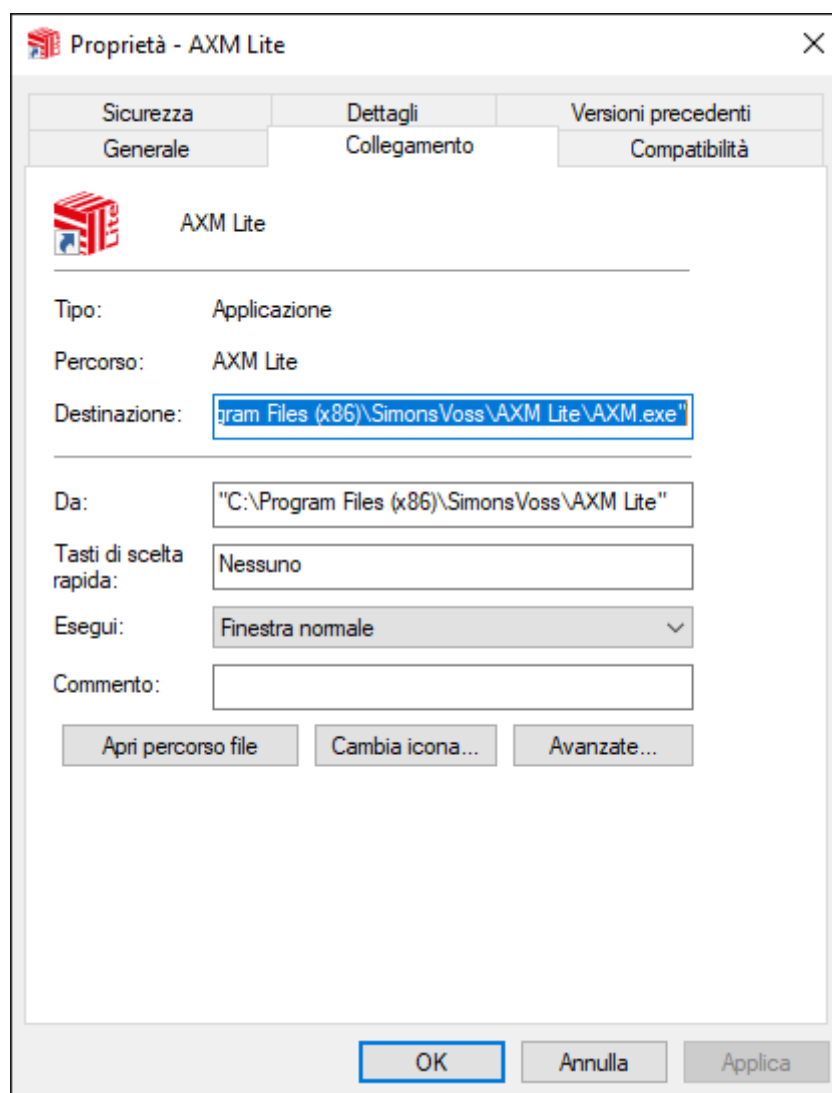 Proprietà - AXM Lite
Sicurezza Dettagli Versioni precedenti
Generale Collegamento Compatibilità
Lite AXM Lite
Tipo: Applicazione
Percorso: AXM Lite
Destinazione: gram Files (x86)\SimonsVoss\AXM Lite\AXM.exe"
Da: "C:\Program Files (x86)\SimonsVoss\AXM Lite"
Tasti di scelta
rapida: Nessuno
Esegui: Finestra normale
Commento:
Apri percorso file Cambia icona... Avanzate...
OK Annulla Applica